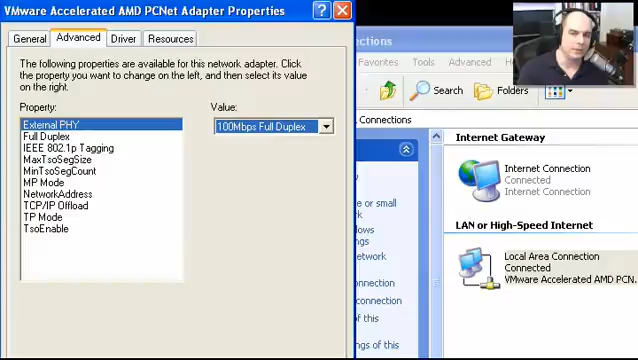 VMware Accelerated AMD PCNet Adapter Properties
General
Advanced
Driver
Resources
The following properties are available for this network adapter. Click
the property you want to change on the left, and then select its value
on the right.
Property:
Value:
External PHY
Full Duplex
IEEE 802.1p Tagging
MaxTsoSegSize
MinTsoSegCount
MP Mode
NetworkAddress
TCP/IP Offload
TP Mode
TsoEnable
100Mbps Full Duplex
ctions
Favorites
Tools
Advanced
Search
Folders
Connections
e or small
ows
ngs
etwork
connection
of this
ngs of this
Internet Gateway
Internet Connection
Connected
Internet Connection
LAN or High-Speed Internet
Local Area Connection
Connected
VMware Accelerated AMD PCN.